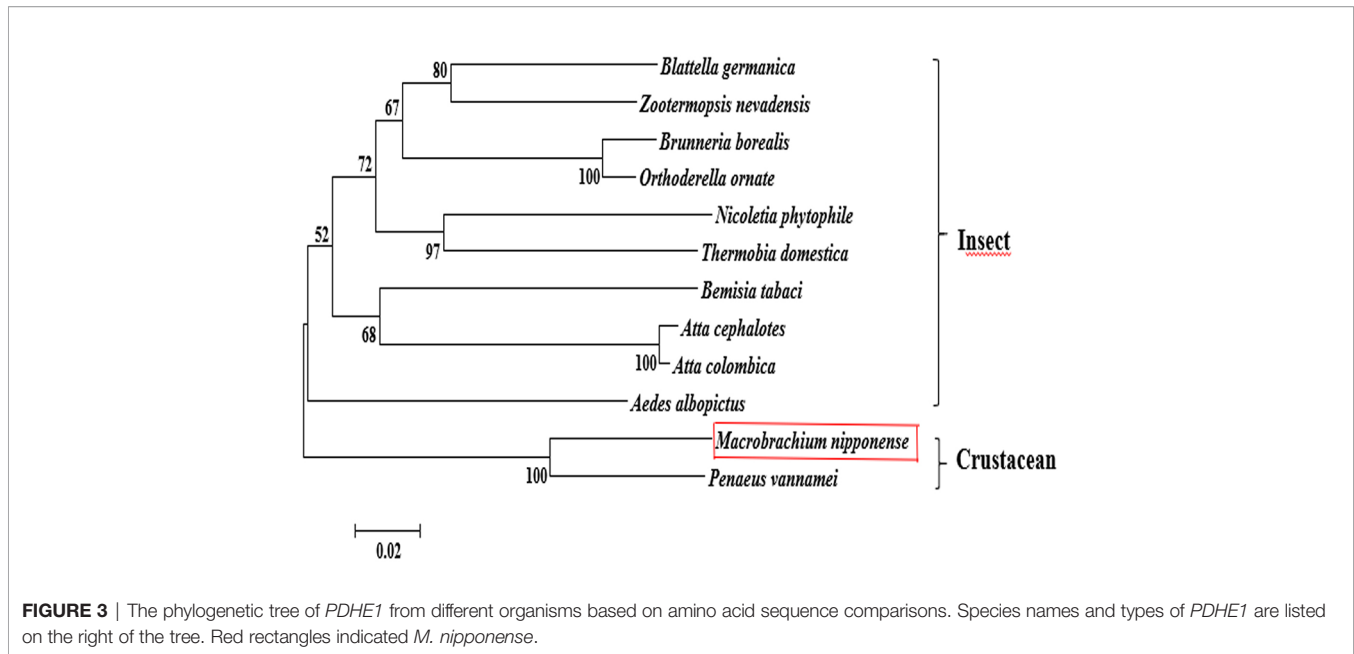 80
Blattella germanica
67
Zootermopsis nevadensis
Brunneria borealis
72
100
Orthoderella ornate
Nicoletia phytophile
52
97
Thermobia domestica
Insect
Bemisia tabaci
68
Atta cephalotes
100
Atta colombica
Aedes albopictus
Macrobrachium nipponense
Crustacean
100
Penaeus vannamei
0.02
FIGURE 3 | The phylogenetic tree of PDHE1 from different organisms based on amino acid sequence comparisons. Species names and types of PDHE1 are listed
on the right of the tree. Red rectangles indicated M. nipponense.